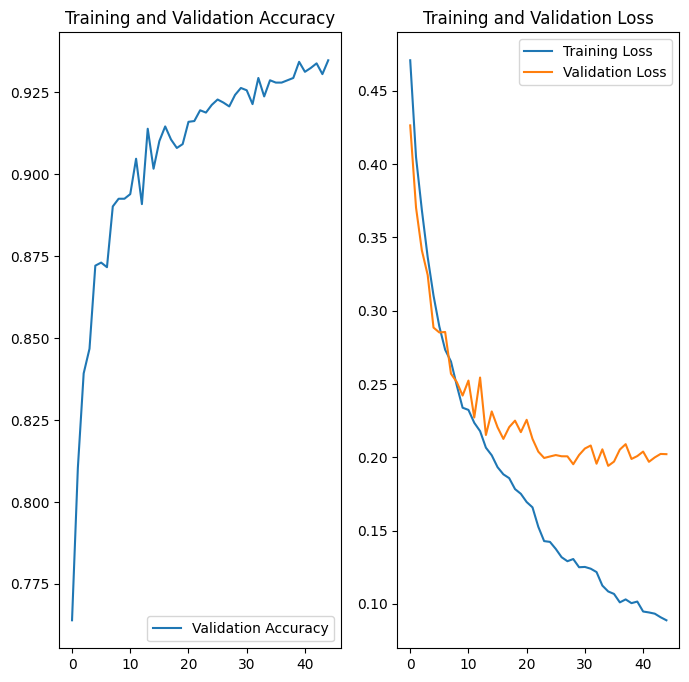 Training and Validation Accuracy
0.925
0.900
0.875
0.850
0.825
0.800
0.775
0 10 20 30 40
Validation Accuracy
Training and Validation Loss
Training Loss
Validation Loss
0.45
0.40
0.35
0.30
0.25
0.20
0.15
0.10
0 10 20 30 40